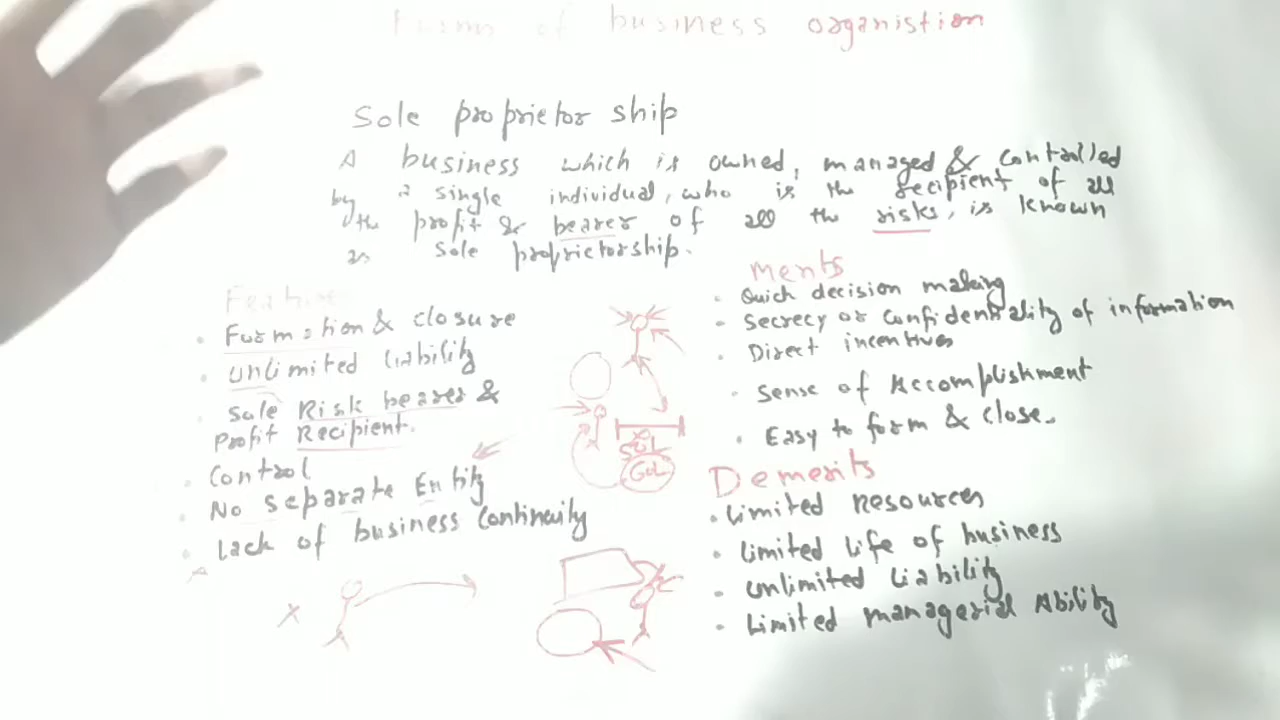 Forms of business organistion
Sole proprietor ship
A business which is owned, managed & controlled
by a single individual, who is the recipient of all
the profit & bearer of all the risks, is known
as sole proprietorship.
Features
• Formation & closure
• Unlimited liability
• Sole Risk bearer &
Profit Recipient.
• Control
• No separate Entity
• Lack of business Continuity
Merits
• Quick decision making
• Secrecy or confidentiality of information
• Direct incentives
• Sense of Accomplishment
• Easy to form & close.
Demerits
• Limited Resources
• Limited Life of business
• Unlimited Liability
• Limited managerial Ability